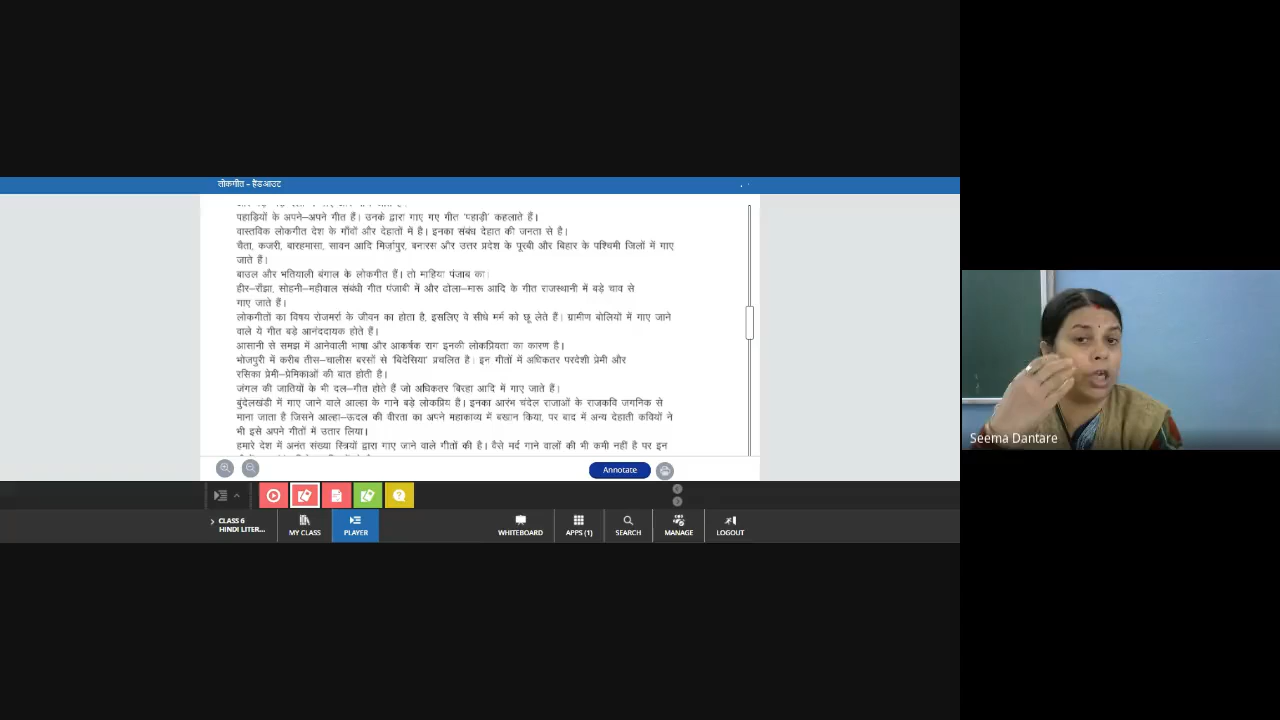 लोकगीत – हैंडआउट
पहाडियों के अपने–अपने गीत हैं। उनके द्वारा गाए गए गीत 'पहाड़ी' कहलाते हैं।
वास्तविक लोकगीत देश के गाँवों और देहातों में है। इनका संबंध देहात की जनता से है।
चैता, कजरी, बारहमासा, सावन आदि मिर्जापुर, बनारस और उत्तर प्रदेश के पूरबी और बिहार के पश्चिमी जिलों में गाए
जाते हैं।
बाउल और भतियाली बंगाल के लोकगीत हैं। तो माहिया पंजाब का।
हीर–राँझा, सोहनी–महीवाल संबंधी गीत पंजाबी में और ढोला–मारू आदि के गीत राजस्थानी में बड़े चाव से
गाए जाते हैं।
लोकगीतों का विषय रोजमर्रा के जीवन का होता है, इसलिए वे सीधे मर्म को छू लेते हैं। ग्रामीण बोलियों में गाए जाने
वाले ये गीत बड़े आनंददायक होते हैं।
आसानी से समझ में आनेवाली भाषा और आकर्षक राग इनकी लोकप्रियता का कारण है।
भोजपुरी में करीब तीस–चालीस बरसों से 'बिदेसिया' प्रचलित है। इन गीतों में अधिकतर परदेशी प्रेमी और
रसिका प्रेमी–प्रेमिकाओं की बात होती है।
जंगल की जातियों के भी दल–गीत होते हैं जो अधिकतर बिरहा आदि में गाए जाते हैं।
बुंदेलखंडी में गाए जाने वाले आल्हा के गाने बड़े लोकप्रिय है। इनका आरंभ चंदेल राजाओं के राजकवि जगनिक से
माना जाता है जिसने आल्हा–ऊदल की वीरता का अपने महाकाव्य में बखान किया, पर बाद में अन्य देहाती कवियों ने
भी इसे अपने गीतों में उतार लिया।
हमारे देश में अनंत संख्या स्त्रियों द्वारा गाए जाने वाले गीतों की है। वैसे मर्द गाने वालों की भी कमी नहीं है पर इन
Annotate
CLASS 6
HINDI LITER...
MY CLASS
PLAYER
WHITEBOARD
APPS (1)
SEARCH
MANAGE
LOGOUT
Seema Dantare